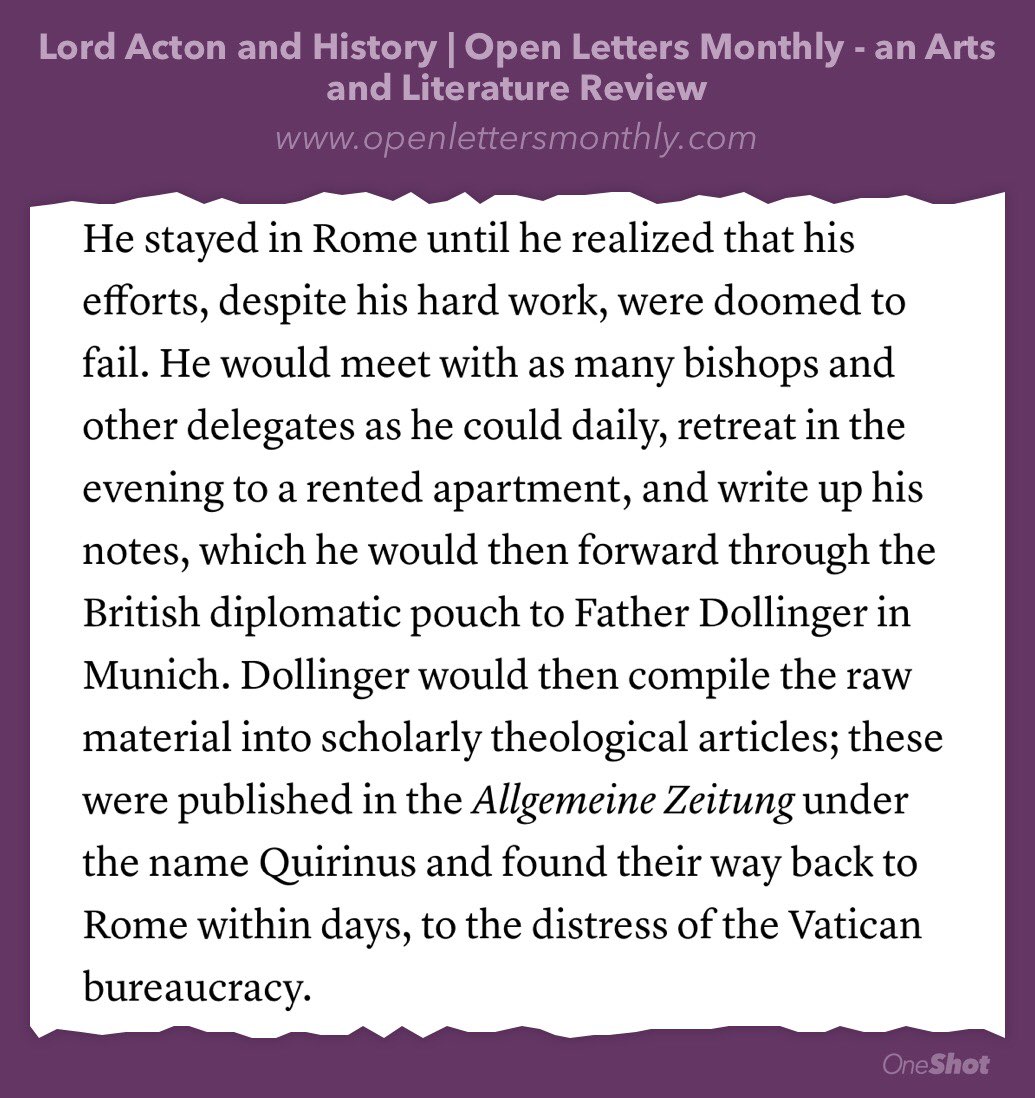 Lord Acton and History | Open Letters Monthly - an Arts
and Literature Review
www.openlettersmonthly.com
He stayed in Rome until he realized that his
efforts, despite his hard work, were doomed to
fail. He would meet with as many bishops and
other delegates as he could daily, retreat in the
evening to a rented apartment, and write up his
notes, which he would then forward through the
British diplomatic pouch to Father Dollinger in
Munich. Dollinger would then compile the raw
material into scholarly theological articles; these
were published in the Allgemeine Zeitung under
the name Quirinus and found their way back to
Rome within days, to the distress of the Vatican
bureaucracy.
OneShot